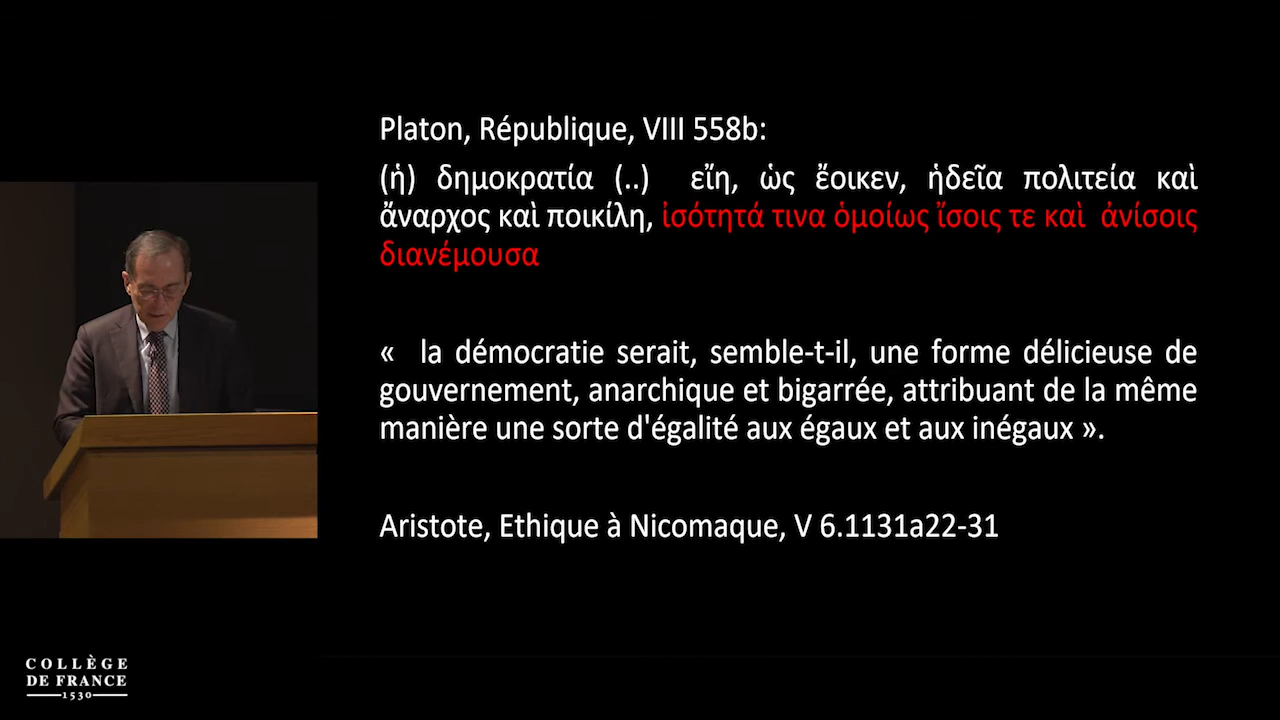 Platon, République, VIII 558b:
(ἡ) δημοκρατία (..) εἴη, ὡς ἔοικεν, ἡδεῖα πολιτεία καὶ
ἄναρχος καὶ ποικίλη, ἰσότητά τινα ὁμοίως ἴσοις τε καὶ ἀνίσοις
διανέμουσα
« la démocratie serait, semble-t-il, une forme délicieuse de
gouvernement, anarchique et bigarrée, attribuant de la même
manière une sorte d'égalité aux égaux et aux inégaux ».
Aristote, Ethique à Nicomaque, V 6.1131a22-31
COLLÈGE
DE FRANCE
1530